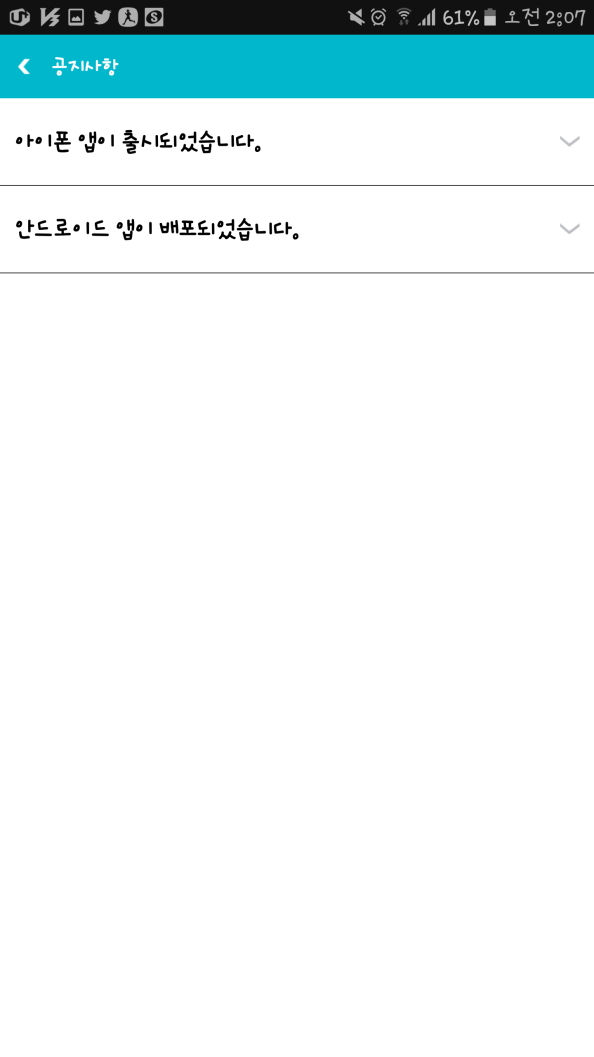 61% 오전 2:07
공지사항
아이폰 앱이 출시되었습니다.
안드로이드 앱이 배포되었습니다.